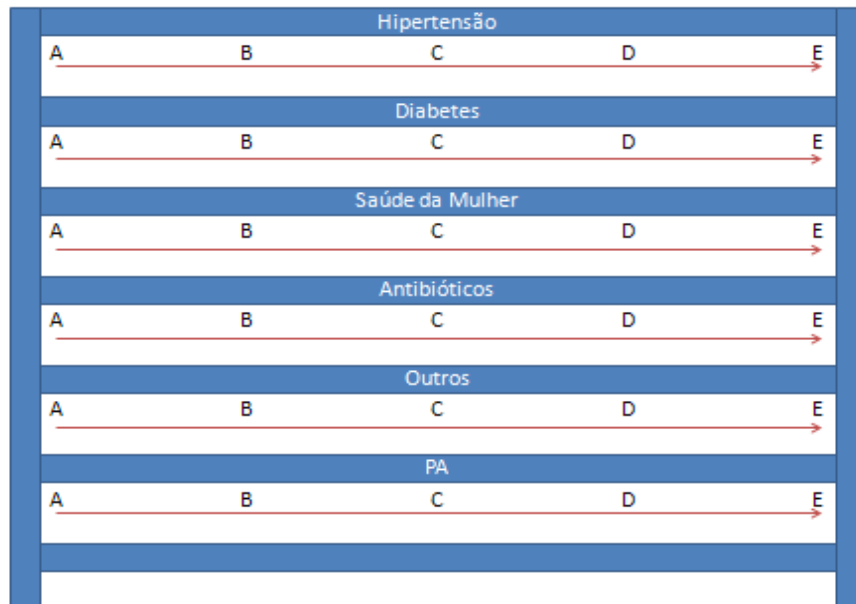 Hipertensão
A B C D E
Diabetes
A B C D E
Saúde da Mulher
A B C D E
Antibióticos
A B C D E
Outros
A B C D E
PA
A B C D E